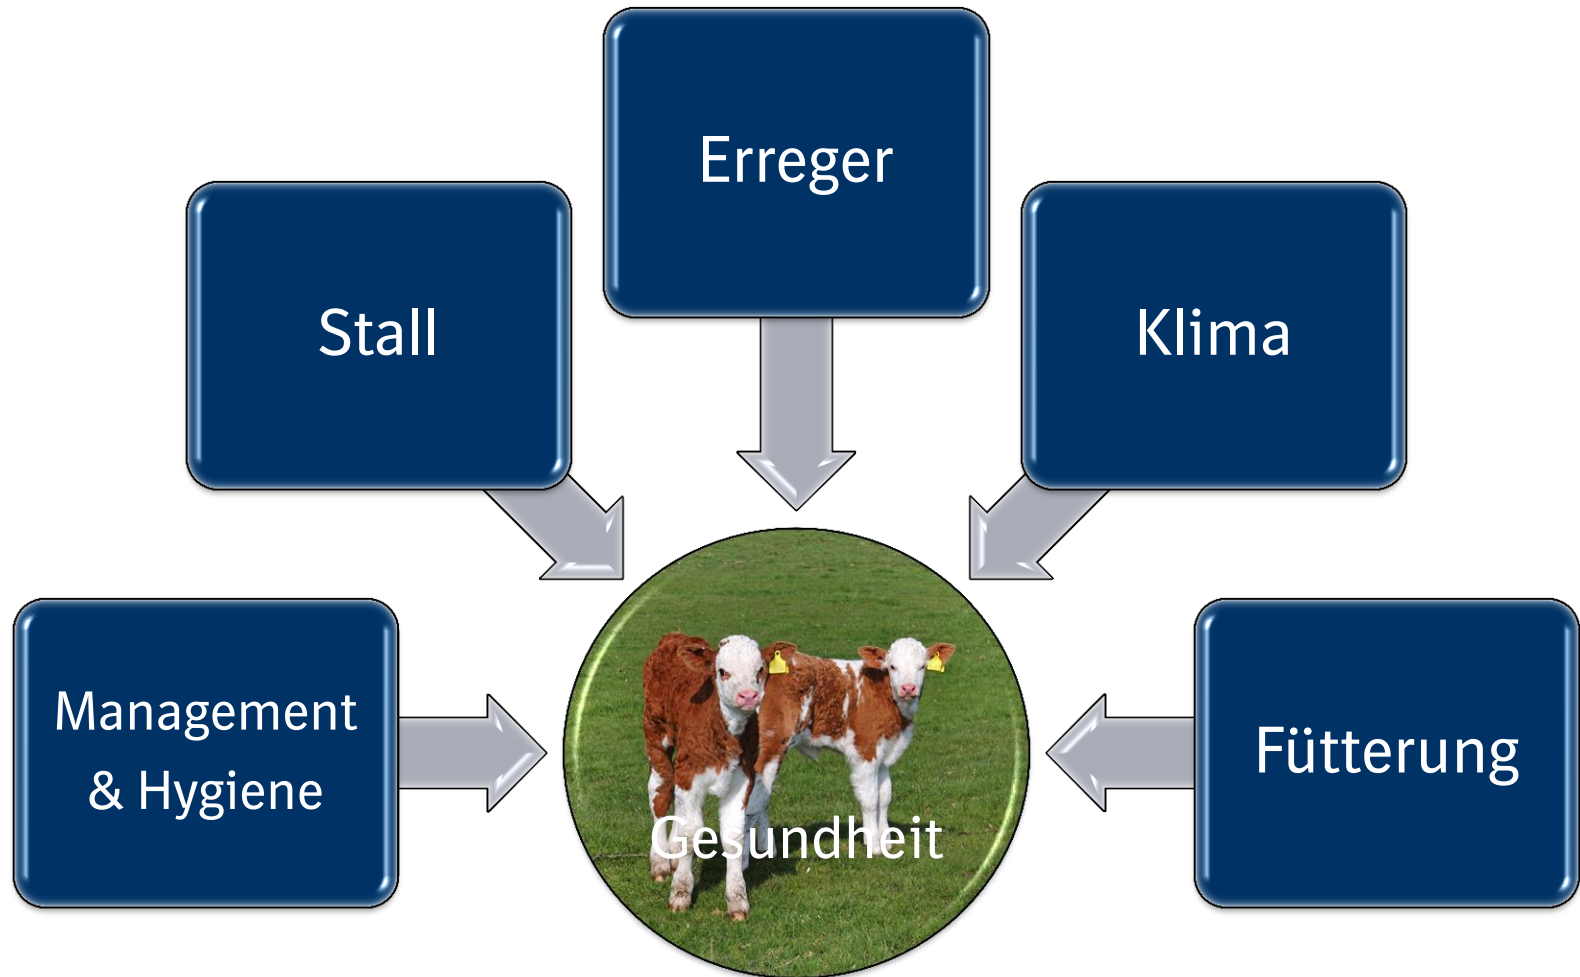 Erreger
Stall
Klima
Management
& Hygiene
Fütterung
Gesundheit